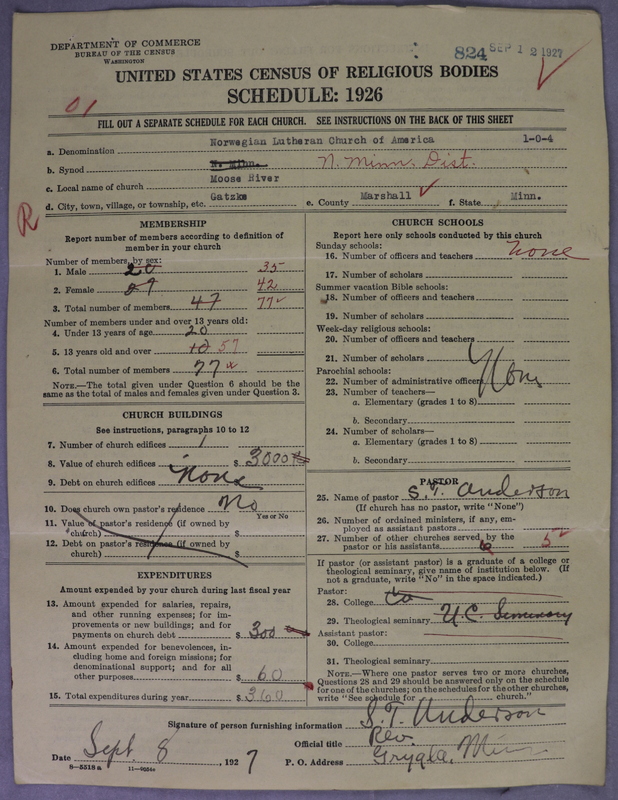 DEPARTMENT OF COMMERCE
BUREAU OF THE CENSUS
WASHINGTON
824 SEP 12 1927
UNITED STATES CENSUS OF RELIGIOUS BODIES
SCHEDULE: 1926
01
FILL OUT A SEPARATE SCHEDULE FOR EACH CHURCH. SEE INSTRUCTIONS ON THE BACK OF THIS SHEET
a. Denomination Norwegian Lutheran Church of America 1-0-4
b. Synod N. Minn. N. Minn. Dist.
c. Local name of church Moose River
d. City, town, village, or township, etc. Gatzke e. County Marshall f. State Minn.
R
MEMBERSHIP
Report number of members according to definition of
member in your church
Number of members, by sex:
1. Male 20 35
2. Female 42
3. Total number of members 47 77
Number of members under and over 13 years old:
4. Under 13 years of age 20
5. 13 years old and over 57
6. Total number of members 77
NOTE.—The total given under Question 6 should be
same as the total of males and females given under Question 3.
CHURCH BUILDINGS
See instructions, paragraphs 10 to 12
7. Number of church edifices 1
8. Value of church edifices $ 3000
9. Debt on church edifices None
10. Does church own pastor's residence No
Yes or No
11. Value of pastor's residence (if owned by
church) $
12. Debt on pastor's residence (if owned by
church) $
EXPENDITURES
Amount expended by your church during last fiscal year
13. Amount expended for salaries, repairs,
and other running expenses; for im-
provements or new buildings; and for
payments on church debt $ 300
14. Amount expended for benevolences, in-
cluding home and foreign missions; for
denominational support; and for all
other purposes $ 60
15. Total expenditures during year $ 360
CHURCH SCHOOLS
Report here only schools conducted by this church
Sunday schools:
16. Number of officers and teachers none
17. Number of scholars
Summer vacation Bible schools:
18. Number of officers and teachers
19. Number of scholars
Week-day religious schools:
20. Number of officers and teachers
21. Number of scholars
Parochial schools:
22. Number of administrative officers None
23. Number of teachers—
a. Elementary (grades 1 to 8)
b. Secondary
24. Number of scholars—
a. Elementary (grades 1 to 8)
b. Secondary
PASTOR
25. Name of pastor S. T. Anderson
(If church has no pastor, write "None")
26. Number of ordained ministers, if any, em-
ployed as assistant pastors
27. Number of other churches served by the
pastor or his assistants 6 5
If pastor (or assistant pastor) is a graduate of a college or
theological seminary, give name of institution below. (If
not a graduate, write "No" in the space indicated.)
Pastor:
28. College
29. Theological seminary U.C. Seminary
Assistant pastor:
30. College
31. Theological seminary
NOTE.—Where one pastor serves two or more churches,
Questions 28 and 29 should be answered only on the schedule
for one of the churches; on the schedules for the other churches,
write "See schedule for church."
Signature of person furnishing information S. T. Anderson
Official title Rev.
Date Sept. 8, 1927 P. O. Address Grygla, Minn
8—5518a 11—9054